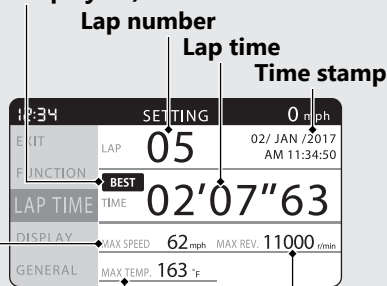 Lap number
Lap time
Time stamp
12:34 SETTING 0 mph
EXIT
FUNCTION
LAP TIME
DISPLAY
GENERAL
LAP 05 02/ JAN /2017
AM 11:34:50
BEST
TIME 02'07"63
MAX SPEED 62 mph MAX REV. 11000 r/min
MAX TEMP. 163 °F